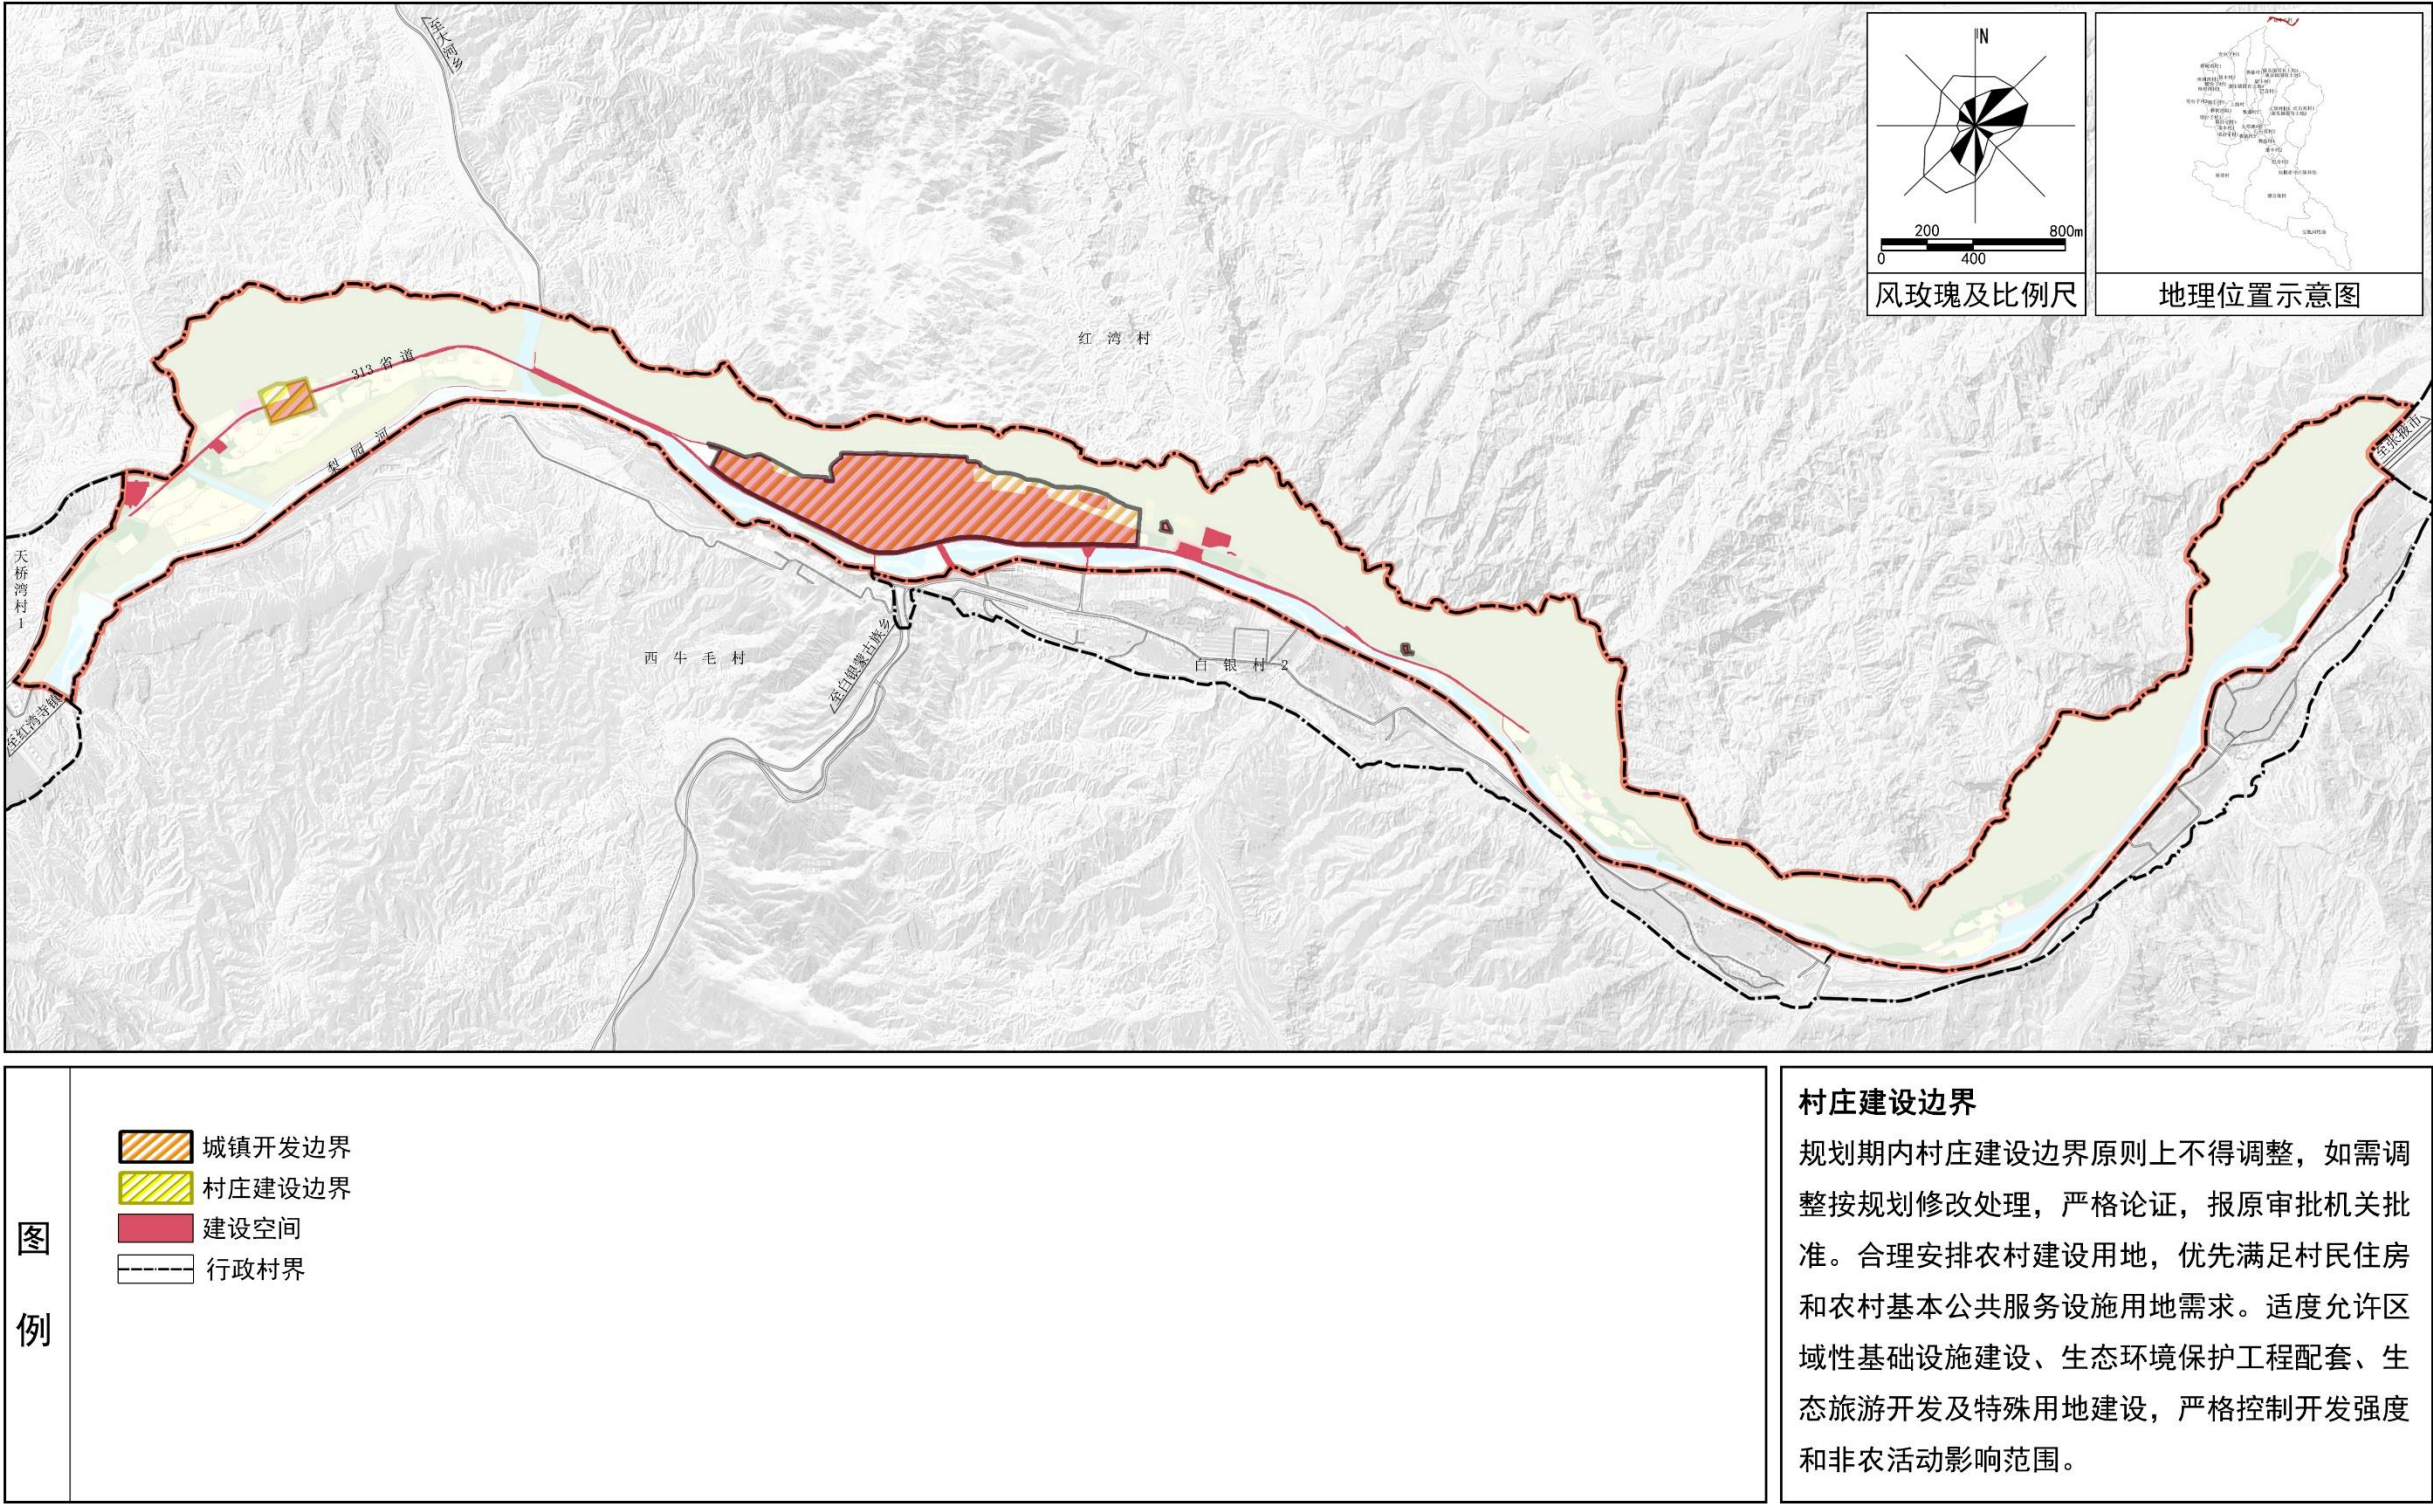 至大河乡
N
200
800m
0
400
风玫瑰及比例尺
地理位置示意图
红湾村
313省道
梨园河
至张掖市
天桥湾村1
西牛毛村
至白银蒙古族乡
白银村2
至红湾寺镇
图例
城镇开发边界
村庄建设边界
建设空间
行政村界
村庄建设边界
规划期内村庄建设边界原则上不得调整，如需调
整按规划修改处理，严格论证，报原审批机关批
准。合理安排农村建设用地，优先满足村民住房
和农村基本公共服务设施用地需求。适度允许区
域性基础设施建设、生态环境保护工程配套、生
态旅游开发及特殊用地建设，严格控制开发强度
和非农活动影响范围。